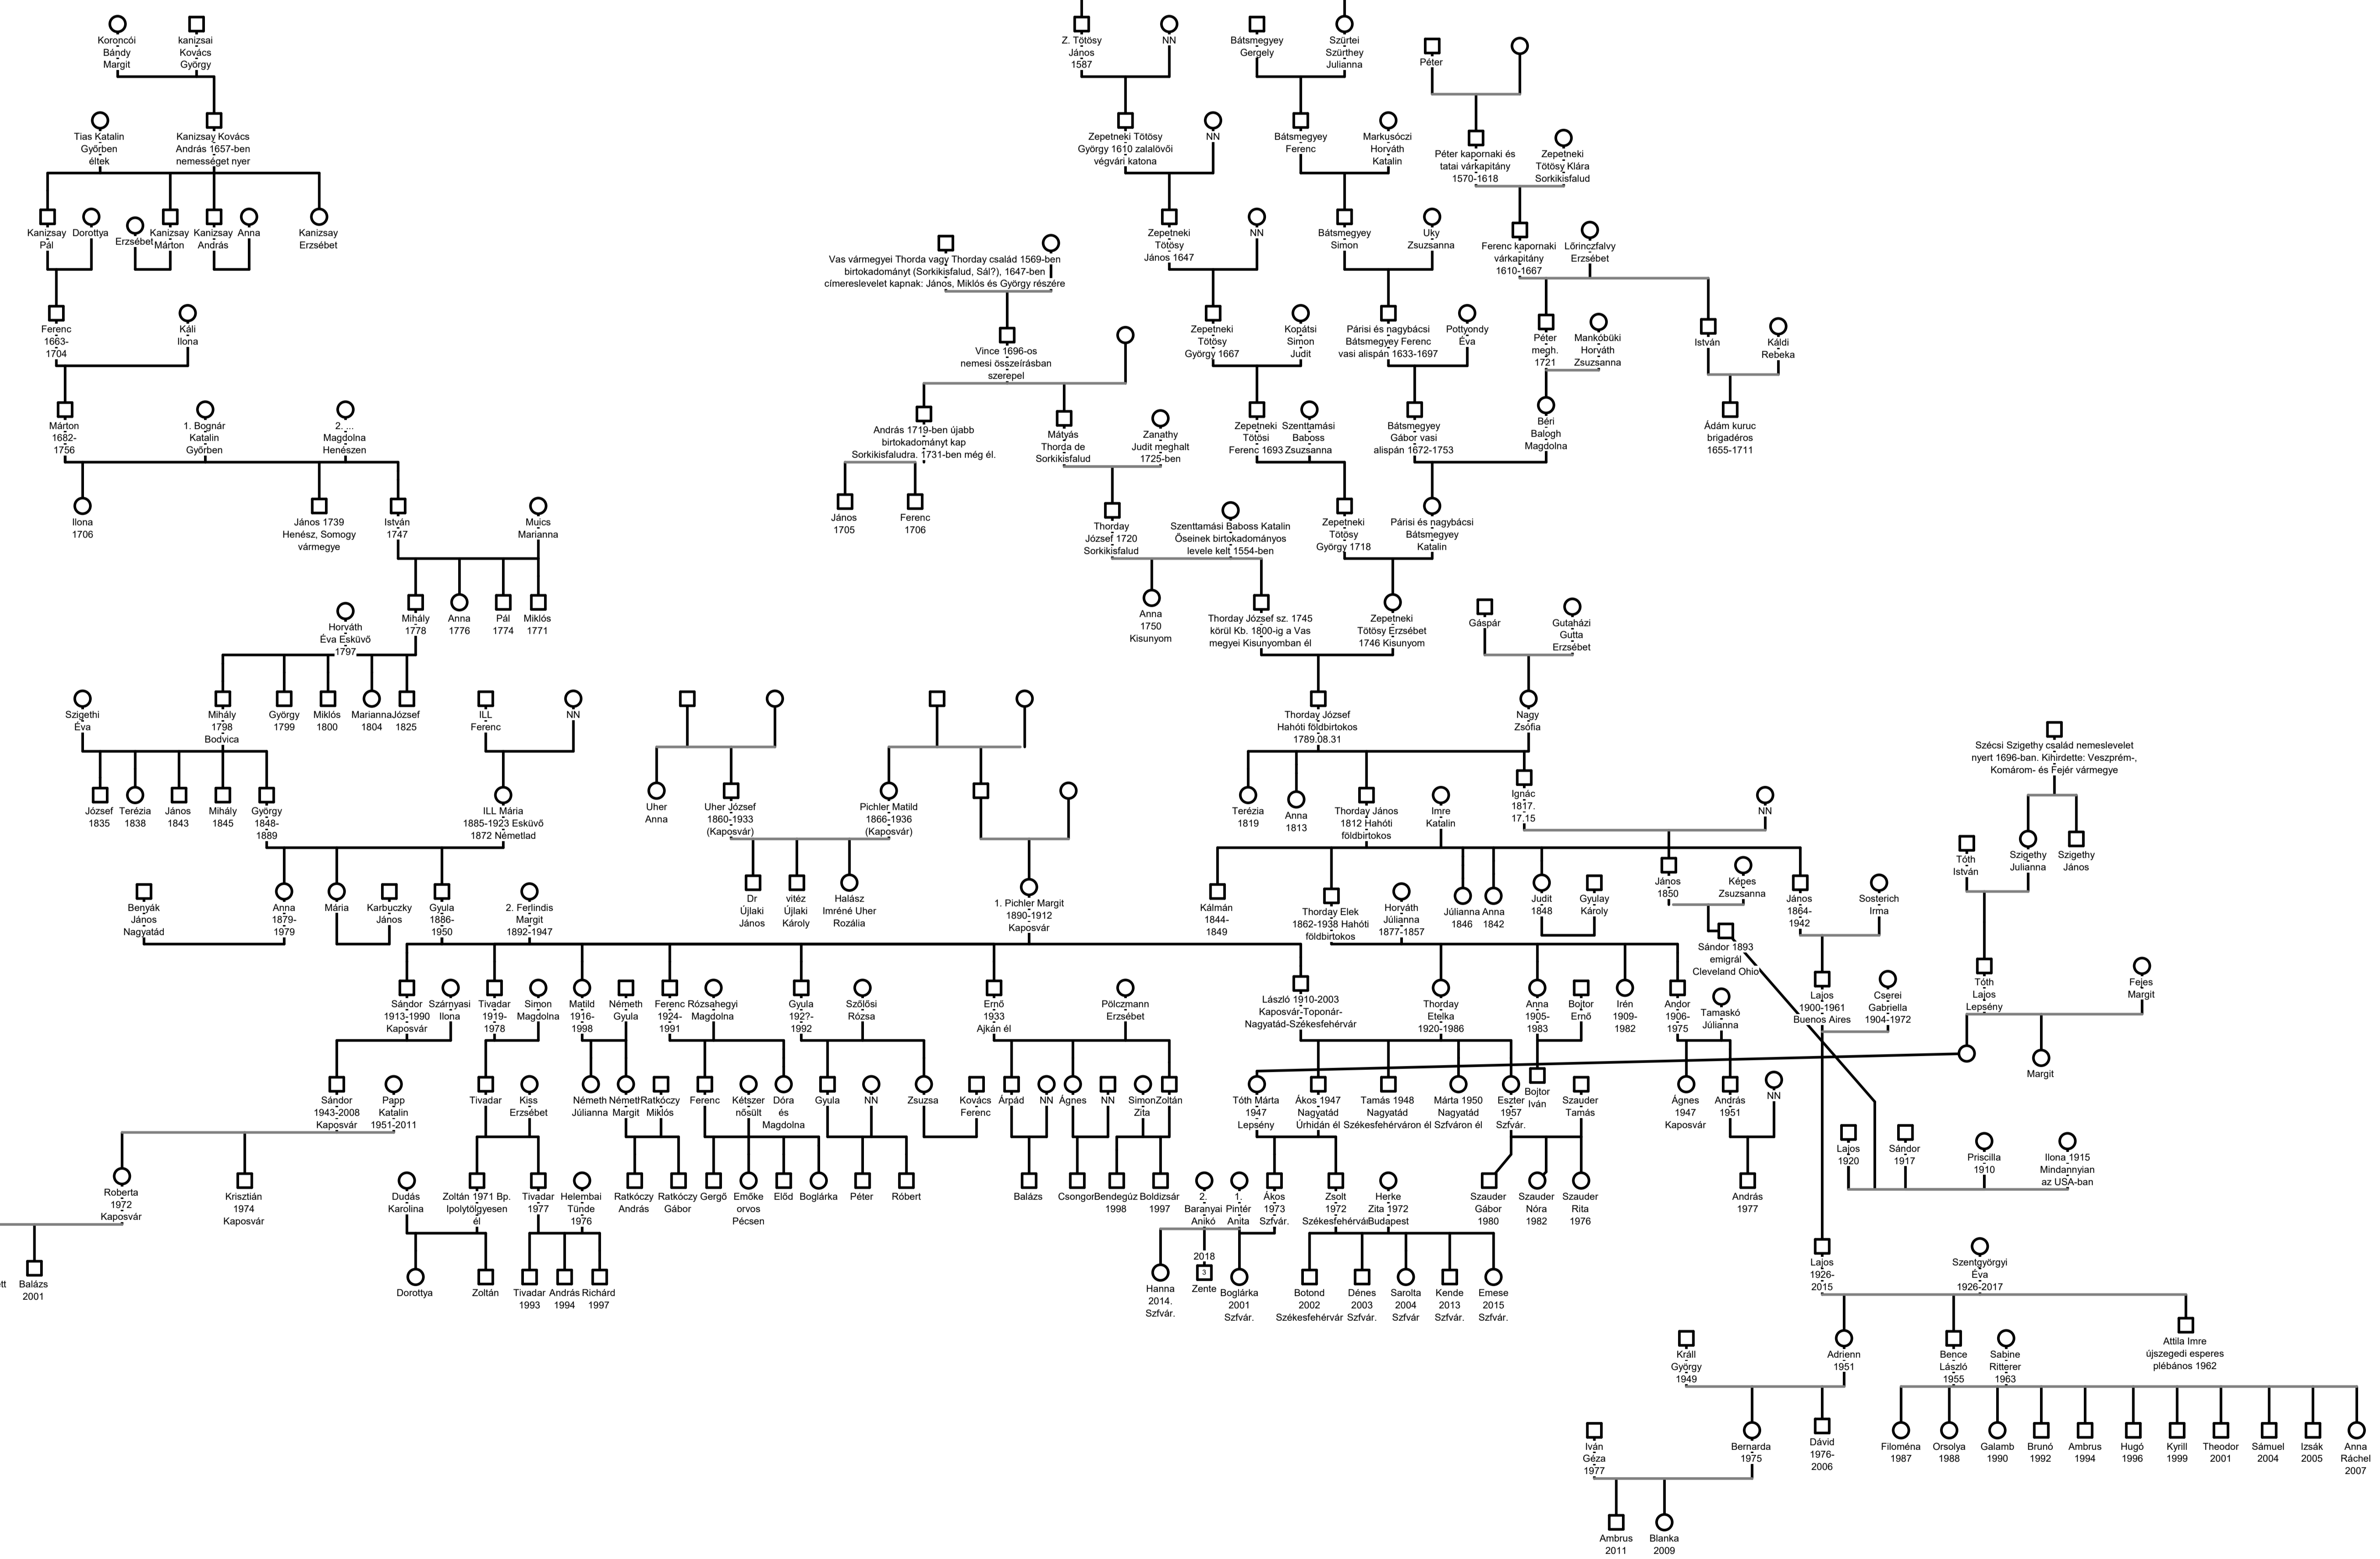 Koronczói
Bándy
Margit
kanizsai
Kovács
György
Z. Tötösy
János
1587
NN
Bátsmegyey
Gergely
Szürtei
Szürthey
Julianna
Péter
Tias Katalin
Győrben
éltek
Kanizsay Kovács
András 1657-ben
nemességet nyer
Zepetneki Tötösy
György 1610 zalalövői
végvári katona
NN
Bátsmegyey
Ferenc
Markusóczi
Horváth
Katalin
Péter kapornaki és
tatai várkapitány
1570-1618
Zepetneki
Tötösy Klára
Sorkikisfalud
Kanizsay
Pál
Dorottya
Erzsébet
Kanizsay
Márton
Kanizsay
András
Anna
Kanizsay
Erzsébet
Zepetneki
Tötösy
János 1647
NN
Bátsmegyey
Simon
Uky
Zsuzsanna
Ferenc kapornaki
várkapitány
1610-1667
Lőrinczfalvy
Erzsébet
Vas vármegyei Thorda vagy Thorday család 1569-ben
birtokadományt (Sorkikisfalud, Sál?), 1647-ben
címereslevelet kapnak: János, Miklós és György részére
Ferenc
1663-
1704
Káli
Ilona
Vince 1696-os
nemesi összeírásban
szerepel
Zepetneki
Tötösy
György 1667
Kopátsi
Simon
Judit
Párisi és nagybácsi
Bátsmegyey Ferenc
vasi alispán 1633-1697
Pottyondy
Éva
Péter
megh.
1721
Mankóbüki
Horváth
Zsuzsanna
István
Káldi
Rebeka
Márton
1682-
1756
1. Bognár
Katalin
Győrben
2. ...
Magdolna
Henészen
András 1719-ben újabb
birtokadományt kap
Sorkikisfaludra. 1731-ben még él.
Mátyás
Thorda de
Sorkikisfalud
Zanathy
Judit meghalt
1725-ben
Zepetneki
Tötösi
Ferenc 1693
Szenttamási
Baboss
Zsuzsanna
Bátsmegyey
Gábor vasi
alispán 1672-1753
Béri
Balogh
Magdolna
Ádám kuruc
brigadéros
1655-1711
Ilona
1706
János 1739
Henész, Somogy
vármegye
István
1747
Muics
Marianna
János
1705
Ferenc
1706
Thorday
József 1720
Sorkikisfalud
Szenttamási Baboss Katalin
Őseinek birtokadományos
levele kelt 1554-ben
Zepetneki
Tötösy
György 1718
Párisi és nagybácsi
Bátsmegyey
Katalin
Horváth
Éva Esküvő
1797
Mihály
1778
Anna
1776
Pál
1774
Miklós
1771
Anna
1750
Kisunyom
Thorday József sz. 1745
körül Kb. 1800-ig a Vas
megyei Kisunyomban él
Zepetneki
Tötösy Erzsébet
1746 Kisunyom
Gáspár
Gutaházi
Gutta
Erzsébet
Szigethi
Éva
Mihály
1798
Bodvica
György
1799
Miklós
1800
Marianna
1804
József
1825
ILL
Ferenc
NN
Thorday József
Hahóti földbirtokos
1789.08.31
Nagy
Zsófia
Szécsi Szigethy család nemeslevelet
nyert 1696-ban. Kihirdette: Veszprém-,
Komárom- és Fejér vármegye
József
1835
Terézia
1838
János
1843
Mihály
1845
György
1848-
1889
ILL Mária
1885-1923 Esküvő
1872 Németlad
Uher
Anna
Uher József
1860-1933
(Kaposvár)
Pichler Matild
1866-1936
(Kaposvár)
Terézia
1819
Anna
1813
Thorday János
1812 Hahóti
földbirtokos
Imre
Katalin
Ignác
1817.
17.15
NN
Tóth
István
Szigethy
Julianna
Szigethy
János
Benyák
János
Nagyatád
Anna
1879-
1979
Mária
Karbuczky
János
Gyula
1886-
1950
2. Ferlindis
Margit
1892-1947
Dr
Újlaki
János
vitéz
Újlaki
Károly
Halász
Imréné Uher
Rozália
1. Pichler Margit
1890-1912
Kaposvár
Kálmán
1844-
1849
Thorday Elek
1862-1938 Hahóti
földbirtokos
Horváth
Júlianna
1877-1857
Júlianna
1846
Anna
1842
Judit
1848
Gyulay
Károly
János
1850
Képes
Zsuzsanna
János
1864-
1942
Sosterich
Irma
Sándor 1893
emigrál
Cleveland Ohio
Sándor
1913-1990
Kaposvár
Szárnyasi
Ilona
Tivadar
1919-
1978
Simon
Magdolna
Matild
1916-
1998
Németh
Gyula
Ferenc
1924-
1991
Rózsahegyi
Magdolna
Gyula
192?-
1992
Szőlősi
Rózsa
Ernő
1933
Ajkán él
Pölczmann
Erzsébet
László 1910-2003
Kaposvár-Toponár-
Nagyatád-Székesfehérvár
Thorday
Etelka
1920-1986
Anna
1905-
1983
Bojtor
Ernő
Irén
1909-
1982
Andor
1906-
1975
Tamaskó
Júlianna
Lajos
1900-1961
Buenos Aires
Cserei
Gabriella
1904-1972
Tóth
Lajos
Lepsény
Fejes
Margit
Margit
Sándor
1943-2008
Kaposvár
Papp
Katalin
1951-2011
Tivadar
Kiss
Erzsébet
Németh
Júlianna
Németh
Margit
Ratkóczy
Miklós
Ferenc
Kétszer
nősült
Dóra
és
Magdolna
Gyula
NN
Zsuzsa
Kovács
Ferenc
Árpád
NN
Ágnes
NN
Simon
Zita
Zoltán
Tóth Márta
1947
Lepsény
Ákos 1947
Nagyatád
Úrhidán él
Tamás 1948
Nagyatád
Székesfehérváron él
Márta 1950
Nagyatád
Szfváron él
Eszter
1957
Szfvár.
Bojtor
Iván
Szauder
Tamás
Ágnes
1947
Kaposvár
András
1951
NN
Lajos
1920
Sándor
1917
Priscilla
1910
Ilona 1915
Mindannyian
az USA-ban
Roberta
1972
Kaposvár
Krisztián
1974
Kaposvár
Dudás
Karolina
Zoltán 1971 Bp.
Ipolytölgyesen
él
Tivadar
1977
Helembai
Tünde
1976
Ratkóczy
András
Ratkóczy
Gábor
Gergő
Emőke
orvos
Pécsen
Előd
Boglárka
Péter
Róbert
Balázs
Csongor
Bendegúz
1998
Boldizsár
1997
2.
Baranyai
Anikó
1.
Pintér
Anita
Ákos
1973
Szfvár.
Zsolt
1972
Székesfehérvár
Herke
Zita 1972
Budapest
Szauder
Gábor
1980
Szauder
Nóra
1982
Szauder
Rita
1976
András
1977
tt
Balázs
2001
Dorottya
Zoltán
Tivadar
1993
András
1994
Richárd
1997
Hanna
2014.
Szfvár.
2018
3
Zente
Boglárka
2001
Szfvár.
Botond
2002
Székesfehérvár
Dénes
2003
Szfvár.
Sarolta
2004
Szfvár
Kende
2013
Szfvár.
Emese
2015
Szfvár.
Lajos
1926-
2015
Szentgyörgyi
Éva
1926-2017
Králl
György
1949
Adrienn
1951
Bence
László
1955
Sabine
Ritterer
1963
Attila Imre
újszegedi esperes
plébános 1962
Iván
Géza
1977
Bernarda
1975
Dávid
1976-
2006
Filoména
1987
Orsolya
1988
Galamb
1990
Brunó
1992
Ambrus
1994
Hugó
1996
Kyrill
1999
Theodor
2001
Sámuel
2004
Izsák
2005
Anna
Ráchel
2007
Ambrus
2011
Blanka
2009